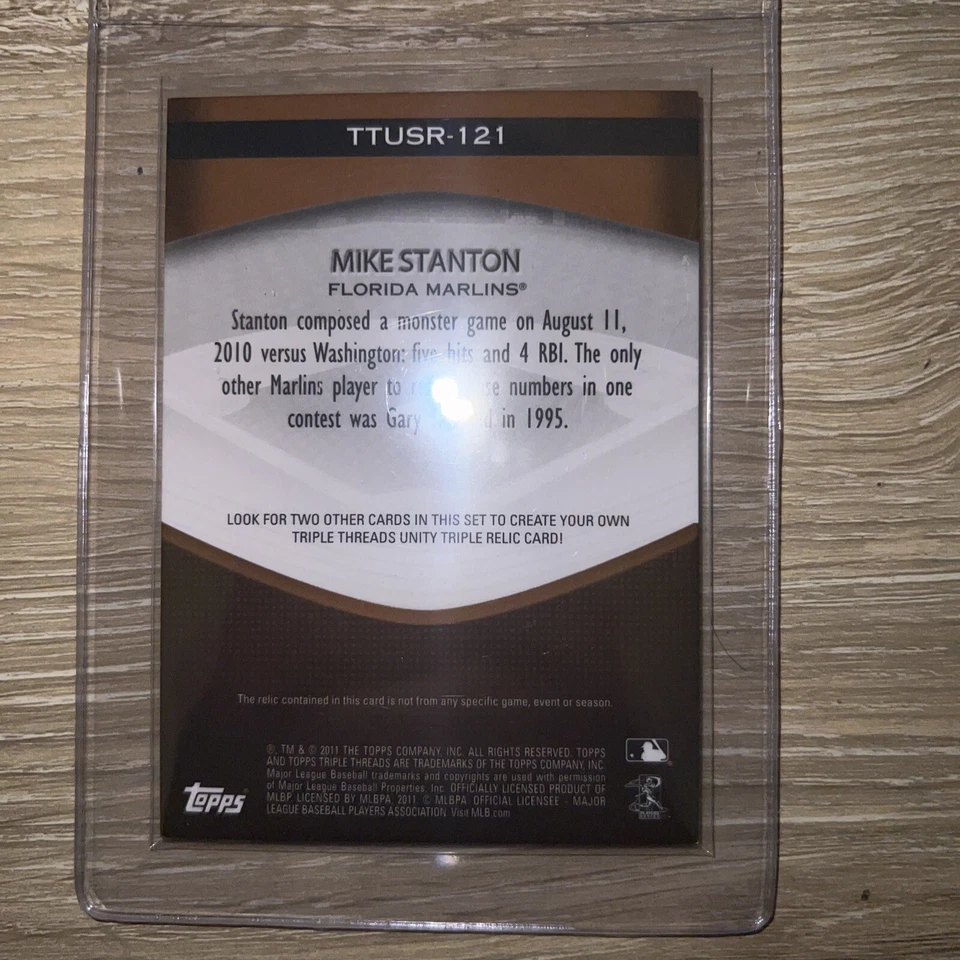 TTUSR-121
MIKE STANTON
FLORIDA MARLINS®
Stanton composed a monster game on August 11,
2010 versus Washington: five hits and 4 RBI. The only
other Marlins player to numbers in one
contest was Gary in 1995.
LOOK FOR TWO OTHER CARDS IN THIS SET TO CREATE YOUR OWN
TRIPLE THREADS UNITY TRIPLE RELIC CARD!
The relic contained in this card is not from any specific game, event or season.
®, TM & © 2011 THE TOPPS COMPANY, INC. ALL RIGHTS RESERVED. TOPPS
AND TOPPS TRIPLE THREADS ARE TRADEMARKS OF THE TOPPS COMPANY, INC.
Major League Baseball trademarks and copyrights are used with permission
of Major League Baseball Properties, Inc. OFFICIALLY LICENSED PRODUCT OF
MLBP. LICENSED BY MLBPA, 2011. © MLBPA OFFICIAL LICENSEE - MAJOR
LEAGUE BASEBALL PLAYERS ASSOCIATION Visit MLB.com
topps